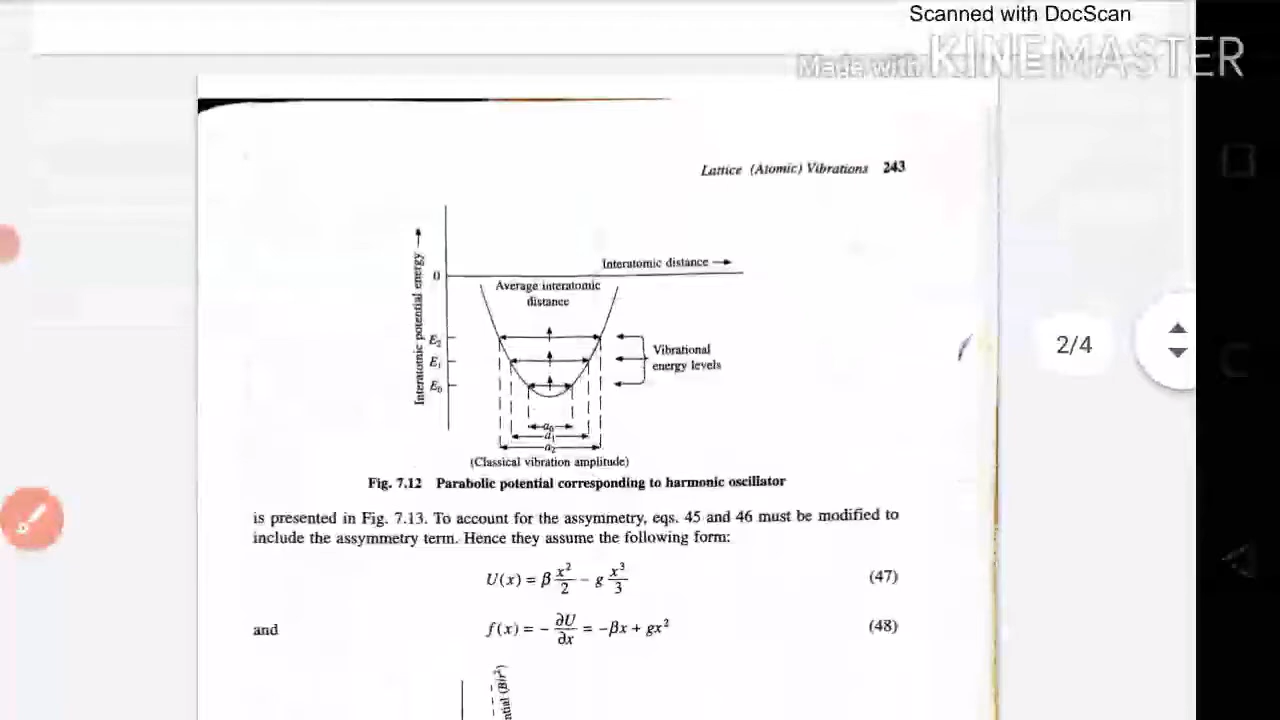 Scanned with DocScan
Made with KINEMASTER
Lattice (Atomic) Vibrations 243
Interatomic potential energy
Interatomic distance
0
Average interatomic
distance
E₂
E₁
E₀
Vibrational
energy levels
a₀
a₁
a₂
(Classical vibration amplitude)
Fig. 7.12 Parabolic potential corresponding to harmonic oscillator
is presented in Fig. 7.13. To account for the assymmetry, eqs. 45 and 46 must be modified to
include the assymmetry term. Hence they assume the following form:
U(x) = β x²/2 − g x³/3 (47)
and f(x) = − ∂U/∂x = −βx + gx² (48)
2/4